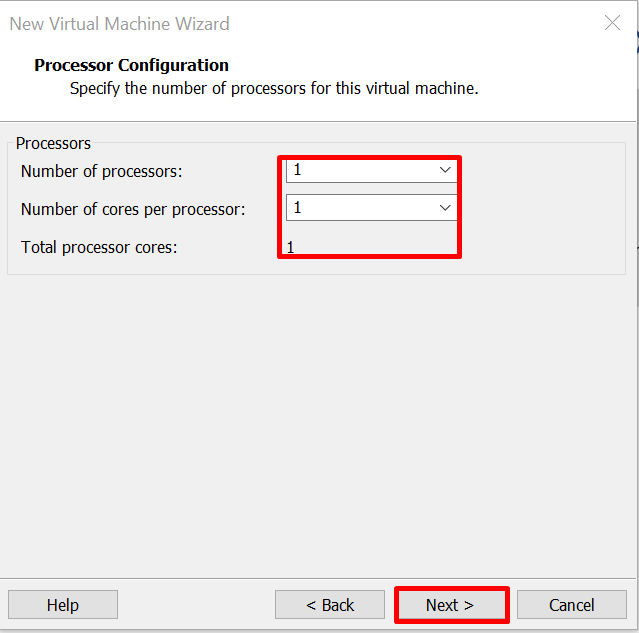 New Virtual Machine Wizard
Processor Configuration
Specify the number of processors for this virtual machine.
Processors
Number of processors: 1
Number of cores per processor: 1
Total processor cores: 1
Help < Back Next > Cancel